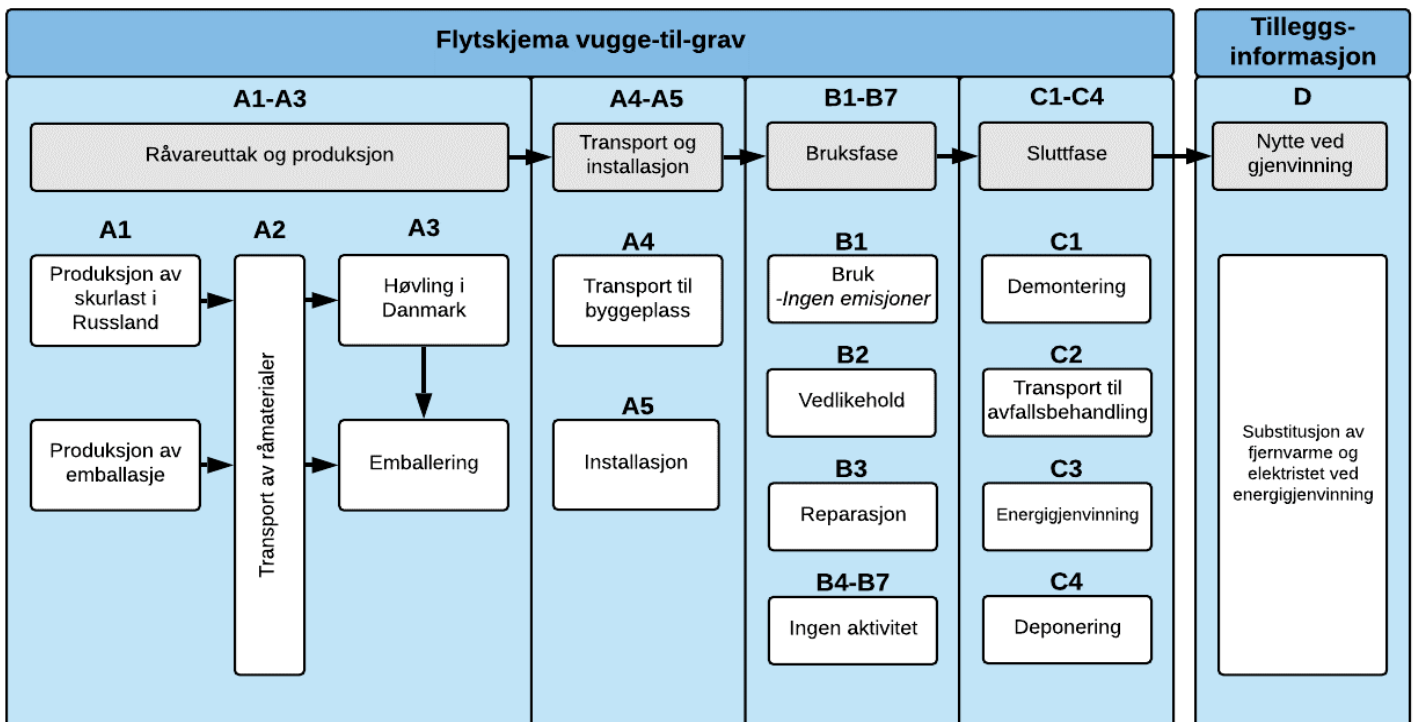 Flytskjema vugge-til-grav
Tilleggs-
informasjon
A1-A3
Råvareuttak og produksjon
A1
Produksjon av
skurlast i
Russland
Produksjon av
emballasje
A2
Transport av råmaterialer
A3
Høvling i
Danmark
Emballering
A4-A5
Transport og
installasjon
A4
Transport til
byggeplass
A5
Installasjon
B1-B7
Bruksfase
B1
Bruk
-Ingen emisjoner
B2
Vedlikehold
B3
Reparasjon
B4-B7
Ingen aktivitet
C1-C4
Sluttfase
C1
Demontering
C2
Transport til
avfallsbehandling
C3
Energigjenvinning
C4
Deponering
D
Nytte ved
gjenvinning
Substitusjon av
fjernvarme og
elektristet ved
energigjenvinning